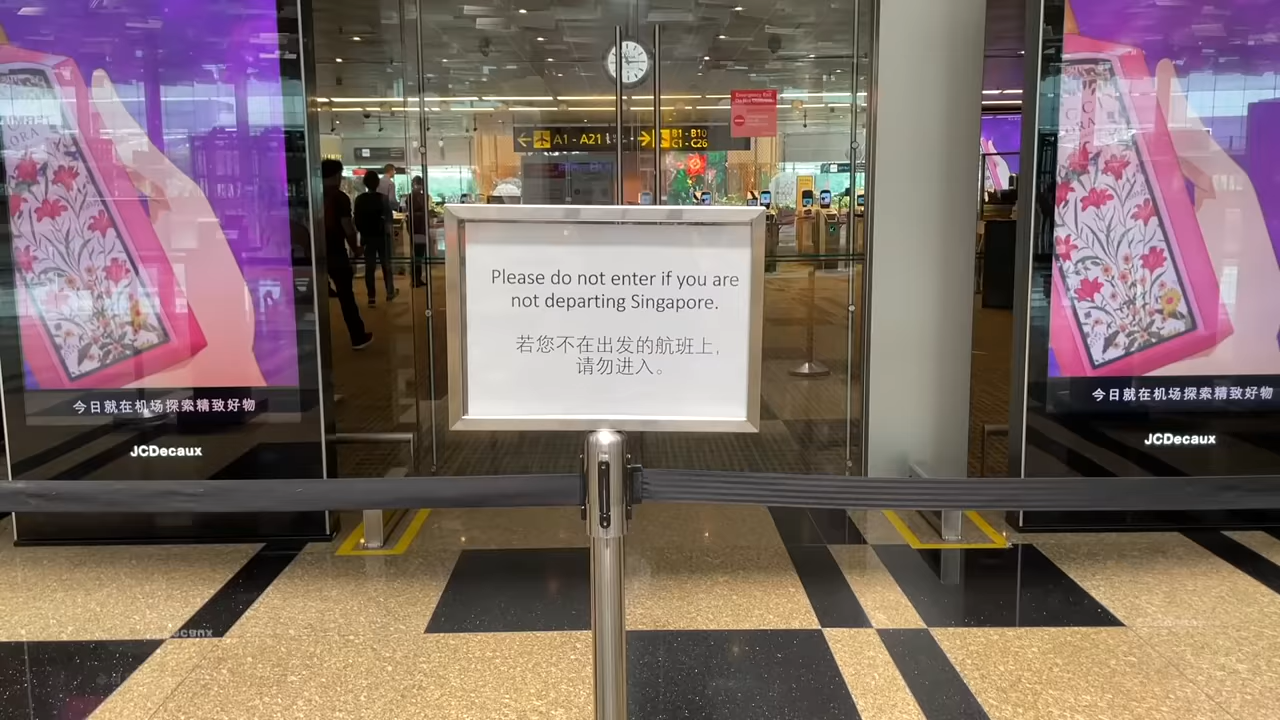 A1 - A21
B1 - B10
C1 - C26
Please do not enter if you are
not departing Singapore.
若您不在出发的航班上，
请勿进入。
今日就在机场探索精致好物
JCDecaux
今日就在机场探索精致好物
JCDecaux